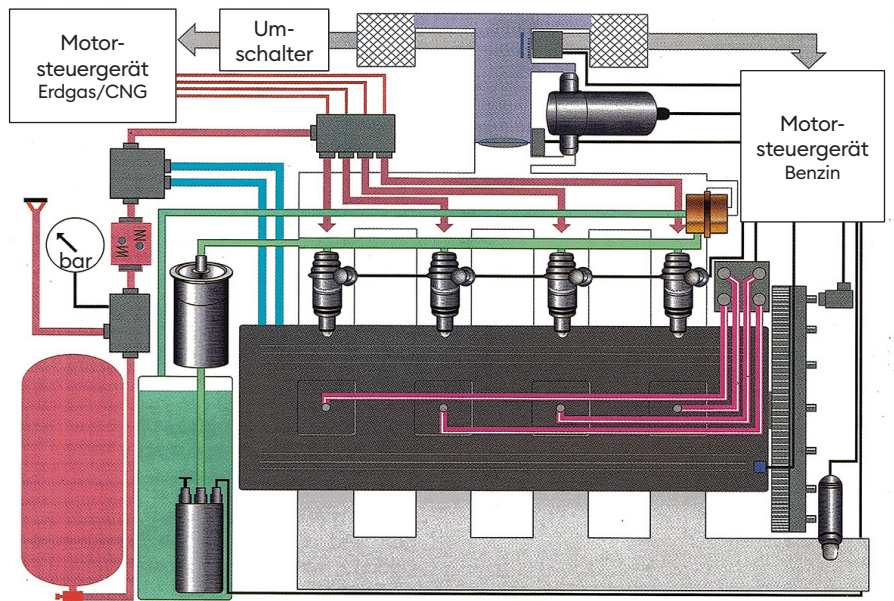 Motor-
steuergerät
Erdgas/CNG
Um-
schalter
Motor-
steuergerät
Benzin
bar